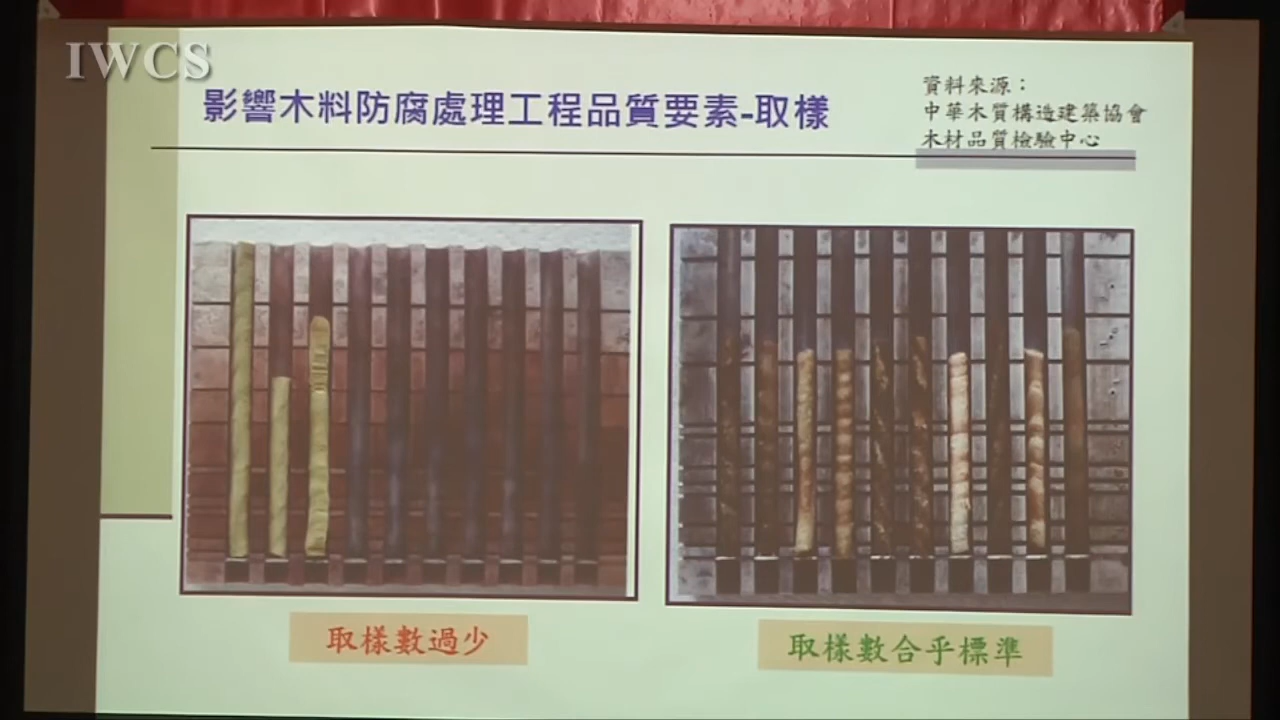 IWCS
影響木料防腐處理工程品質要素-取樣
資料來源：
中華木質構造建築協會
木材品質檢驗中心
取樣數過少
取樣數合乎標準